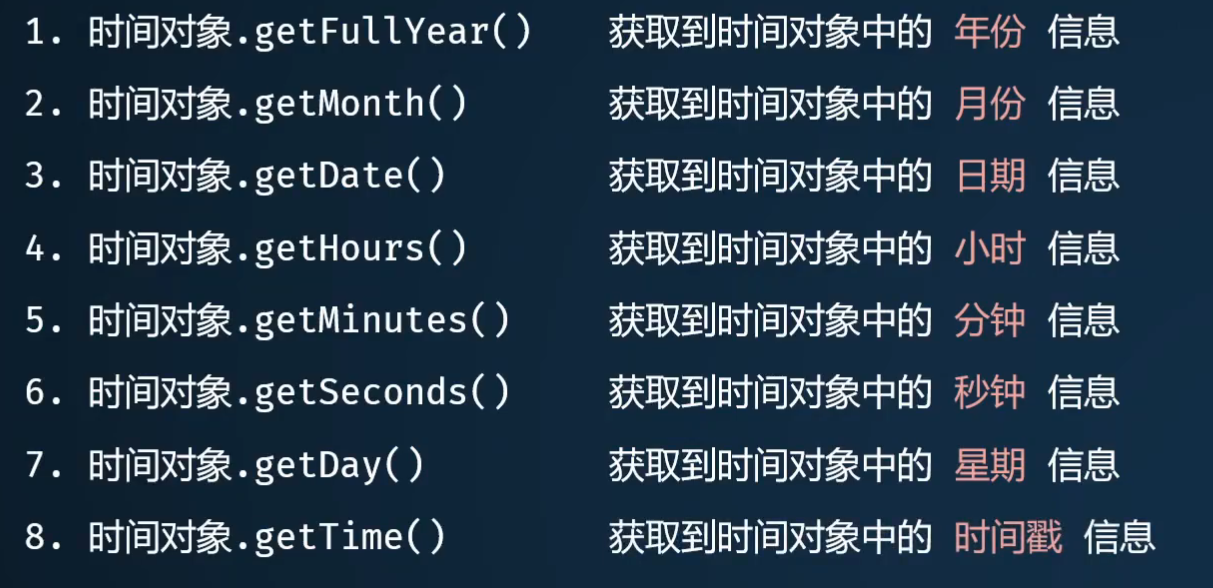 1. 时间对象.getFullYear() 获取到时间对象中的 年份 信息
2. 时间对象.getMonth() 获取到时间对象中的 月份 信息
3. 时间对象.getDate() 获取到时间对象中的 日期 信息
4. 时间对象.getHours() 获取到时间对象中的 小时 信息
5. 时间对象.getMinutes() 获取到时间对象中的 分钟 信息
6. 时间对象.getSeconds() 获取到时间对象中的 秒钟 信息
7. 时间对象.getDay() 获取到时间对象中的 星期 信息
8. 时间对象.getTime() 获取到时间对象中的 时间戳 信息